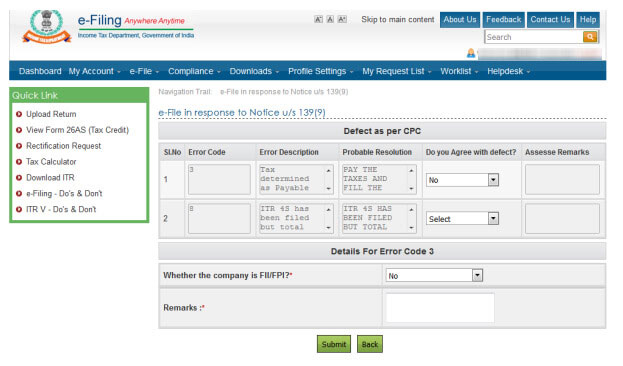 e-Filing Anywhere Anytime
Income Tax Department, Government of India
A- A A+ Skip to main content About Us Feedback Contact Us Help
Search
Dashboard My Account e-File Compliance Downloads Profile Settings My Request List Worklist Helpdesk
Quick Link
Upload Return
View Form 26AS (Tax Credit)
Rectification Request
Tax Calculator
Download ITR
e-Filing - Do's & Don't
ITR V - Do's & Don't
Navigation Trail: e-File in response to Notice u/s 139(9)
e-File in response to Notice u/s 139(9)
Defect as per CPC
Sl.No Error Code Error Description Probable Resolution Do you Agree with defect? Assesse Remarks
1 3 Tax determined as Payable PAY THE TAXES AND FILL THE No
2 8 ITR 4S has been filed but total ITR 4S HAS BEEN FILED BUT TOTAL Select
Details For Error Code 3
Whether the company is FII/FPI?* No
Remarks :*
Submit Back